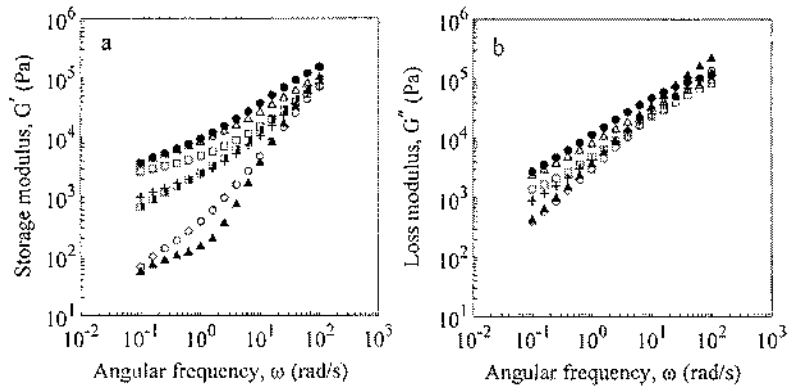 a
Storage modulus, G' (Pa)
10^6
10^5
10^4
10^3
10^2
10^1
10^-2 10^-1 10^0 10^1 10^2 10^3
Angular frequency, ω (rad/s)
b
Loss modulus, G" (Pa)
10^6
10^5
10^4
10^3
10^2
10^1
10^-2 10^-1 10^0 10^1 10^2 10^3
Angular frequency, ω (rad/s)